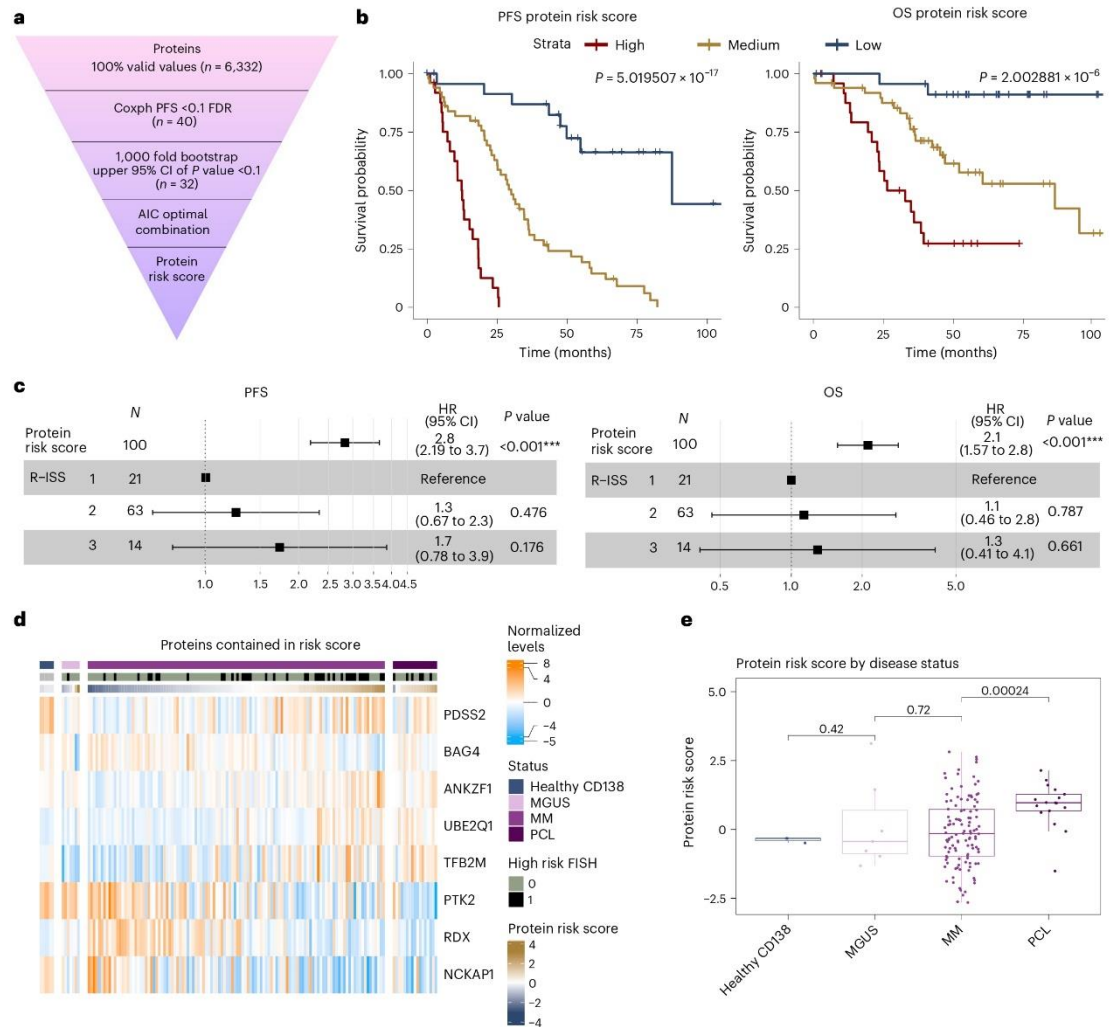 a
Proteins
100% valid values (n = 6,332)
Coxph PFS <0.1 FDR
(n = 40)
1,000 fold bootstrap
upper 95% CI of P value <0.1
(n = 32)
AIC optimal
combination
Protein
risk score
b
PFS protein risk score
OS protein risk score
Strata High Medium Low
P = 5.019507 × 10⁻¹⁷
1.00
0.75
0.50
0.25
0
Survival probability
0 25 50 75 100
Time (months)
P = 2.002881 × 10⁻⁶
1.00
0.75
0.50
0.25
0
Survival probability
0 25 50 75 100
Time (months)
c
PFS
N HR (95% CI) P value
Protein risk score 100 2.8 (2.19 to 3.7) <0.001***
R–ISS 1 21 Reference
2 63 1.3 (0.67 to 2.3) 0.476
3 14 1.7 (0.78 to 3.9) 0.176
1.0 1.5 2.0 2.5 3.0 3.5 4.0 4.5
OS
N HR (95% CI) P value
Protein risk score 100 2.1 (1.57 to 2.8) <0.001***
R–ISS 1 21 Reference
2 63 1.1 (0.46 to 2.8) 0.787
3 14 1.3 (0.41 to 4.1) 0.661
0.5 1.0 2.0 5.0
d
Proteins contained in risk score
PDSS2
BAG4
ANKZF1
UBE2Q1
TFB2M
PTK2
RDX
NCKAP1
Normalized
levels
8
4
0
−4
−5
Status
Healthy CD138
MGUS
MM
PCL
High risk FISH
0
1
Protein risk score
4
2
0
−2
−4
e
Protein risk score by disease status
0.00024
0.72
0.42
5.0
2.5
0
−2.5
Protein risk score
Healthy CD138
MGUS
MM
PCL